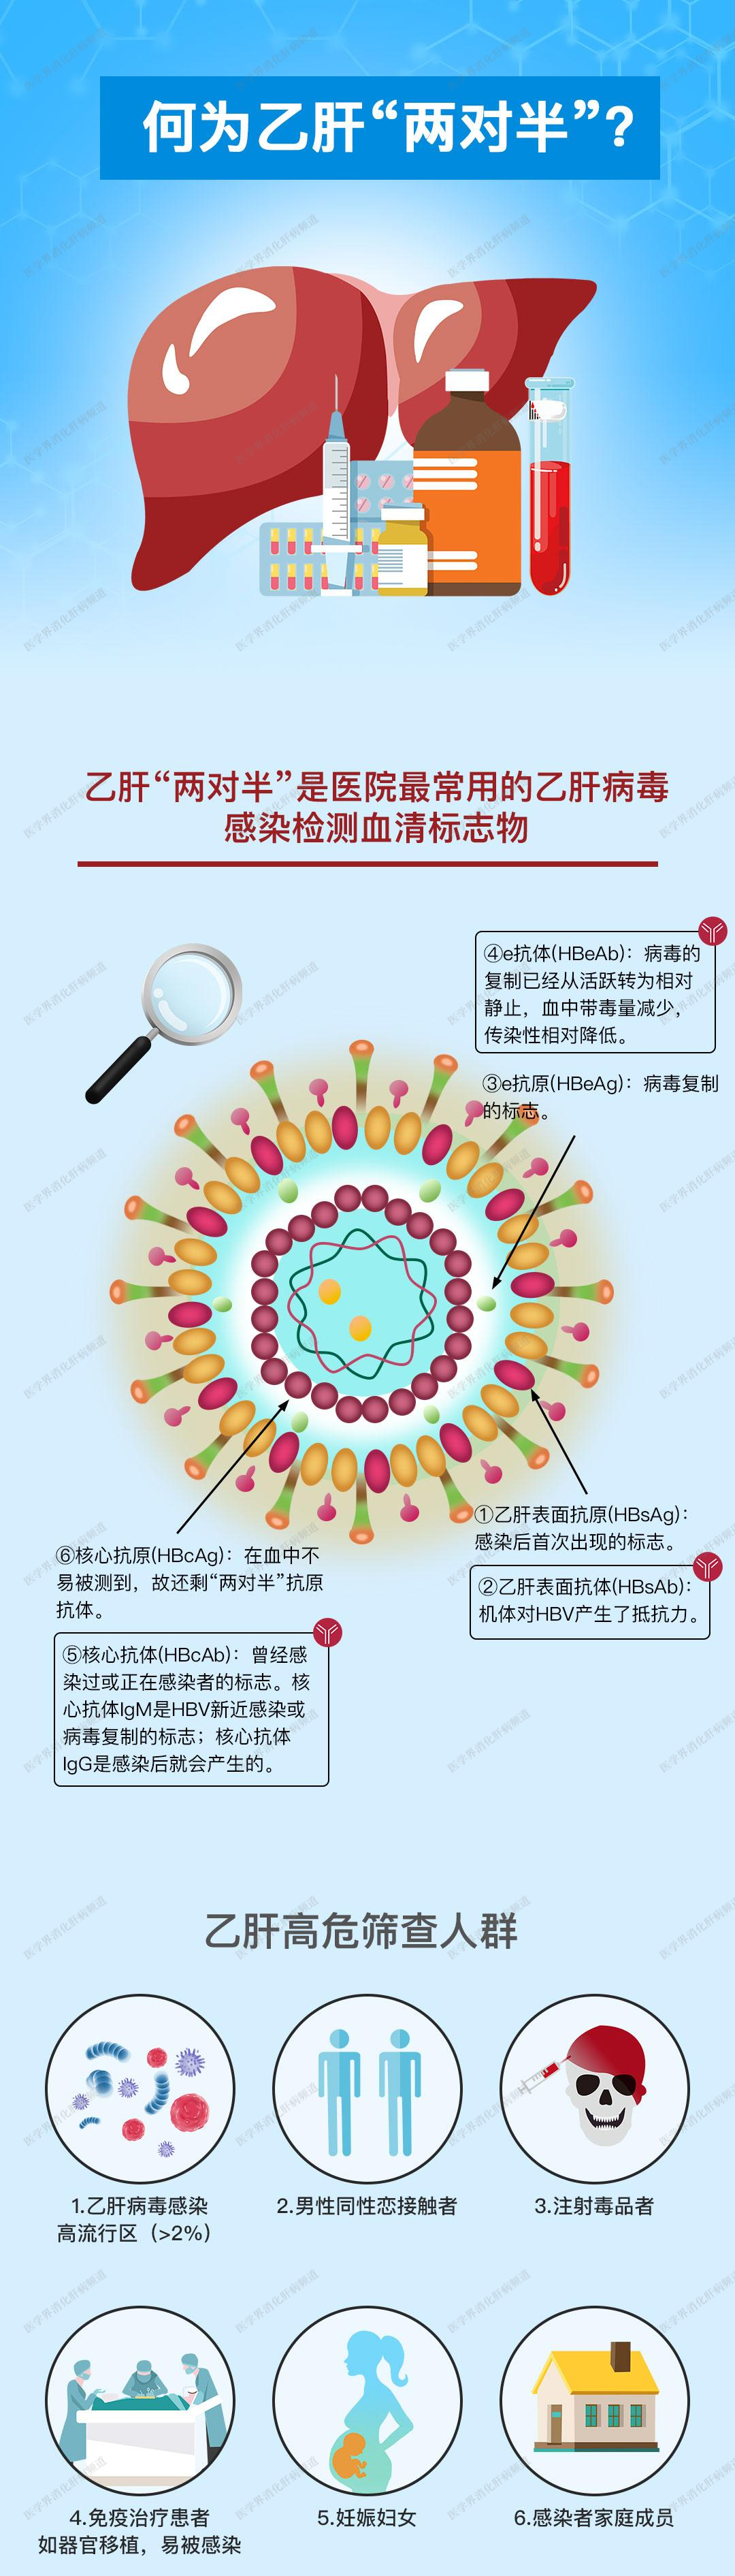 何为乙肝“两对半”?
乙肝“两对半”是医院最常用的乙肝病毒
感染检测血清标志物
④e抗体(HBeAb)：病毒的
复制已经从活跃转为相对
静止，血中带毒量减少，
传染性相对降低。
③e抗原(HBeAg)：病毒复制
的标志。
①乙肝表面抗原(HBsAg)：
感染后首次出现的标志。
②乙肝表面抗体(HBsAb)：
机体对HBV产生了抵抗力。
⑥核心抗原(HBcAg)：在血中不
易被测到，故还剩“两对半”抗原
抗体。
⑤核心抗体(HBcAb)：曾经感
染过或正在感染者的标志。核
心抗体IgM是HBV新近感染或
病毒复制的标志；核心抗体
IgG是感染后就会产生的。
乙肝高危筛查人群
1.乙肝病毒感染
高流行区（>2%）
2.男性同性恋接触者
3.注射毒品者
4.免疫治疗患者
如器官移植，易被感染
5.妊娠妇女
6.感染者家庭成员
医学界消化肝病频道